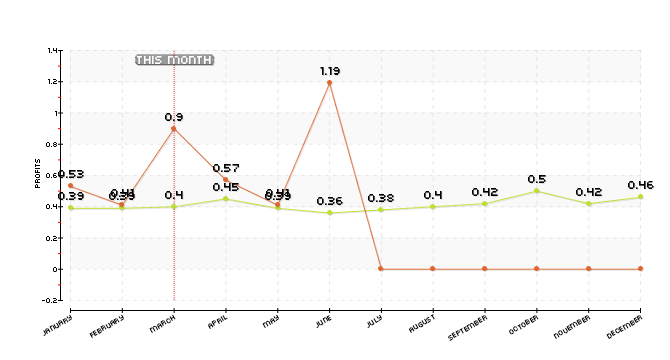 1.4
THIS MONTH
1.19
1.2
1
0.9
0.8
0.53
0.41
0.57
0.41
0.6
0.39
0.39
0.4
0.45
0.39
0.36
0.38
0.4
0.42
0.5
0.42
0.46
0.4
0.2
0
-0.2
PROFITS
JANUARY
FEBRUARY
MARCH
APRIL
MAY
JUNE
JULY
AUGUST
SEPTEMBER
OCTOBER
NOVEMBER
DECEMBER